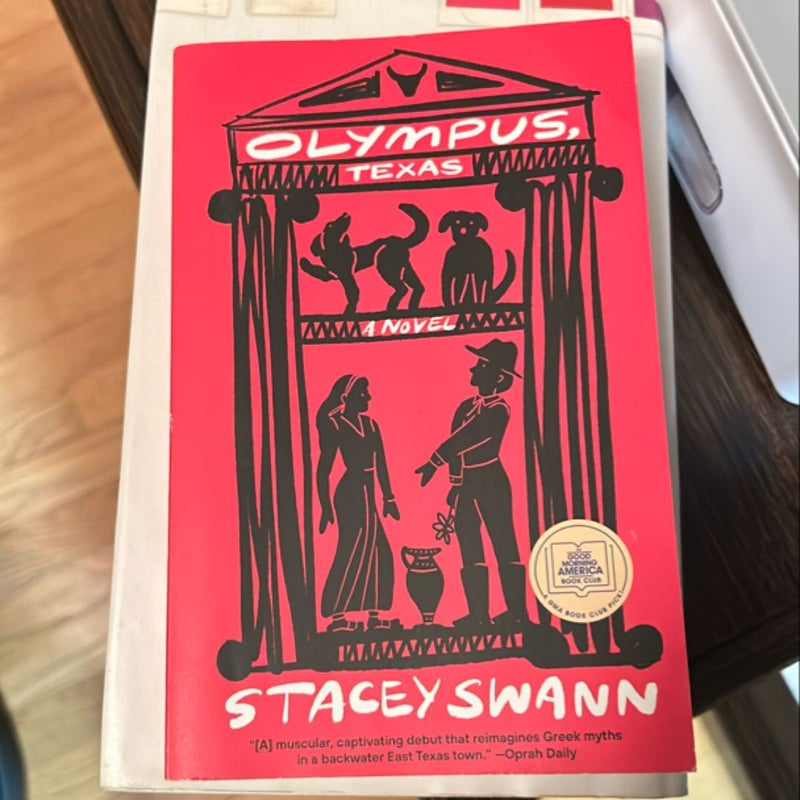 OLYMPUS,
TEXAS
A NOVEL
THE
GOOD
MORNING
AMERICA
BOOK CLUB
A GMA BOOK CLUB PICK!
STACEY SWANN
"[A] muscular, captivating debut that reimagines Greek myths
in a backwater East Texas town." —Oprah Daily